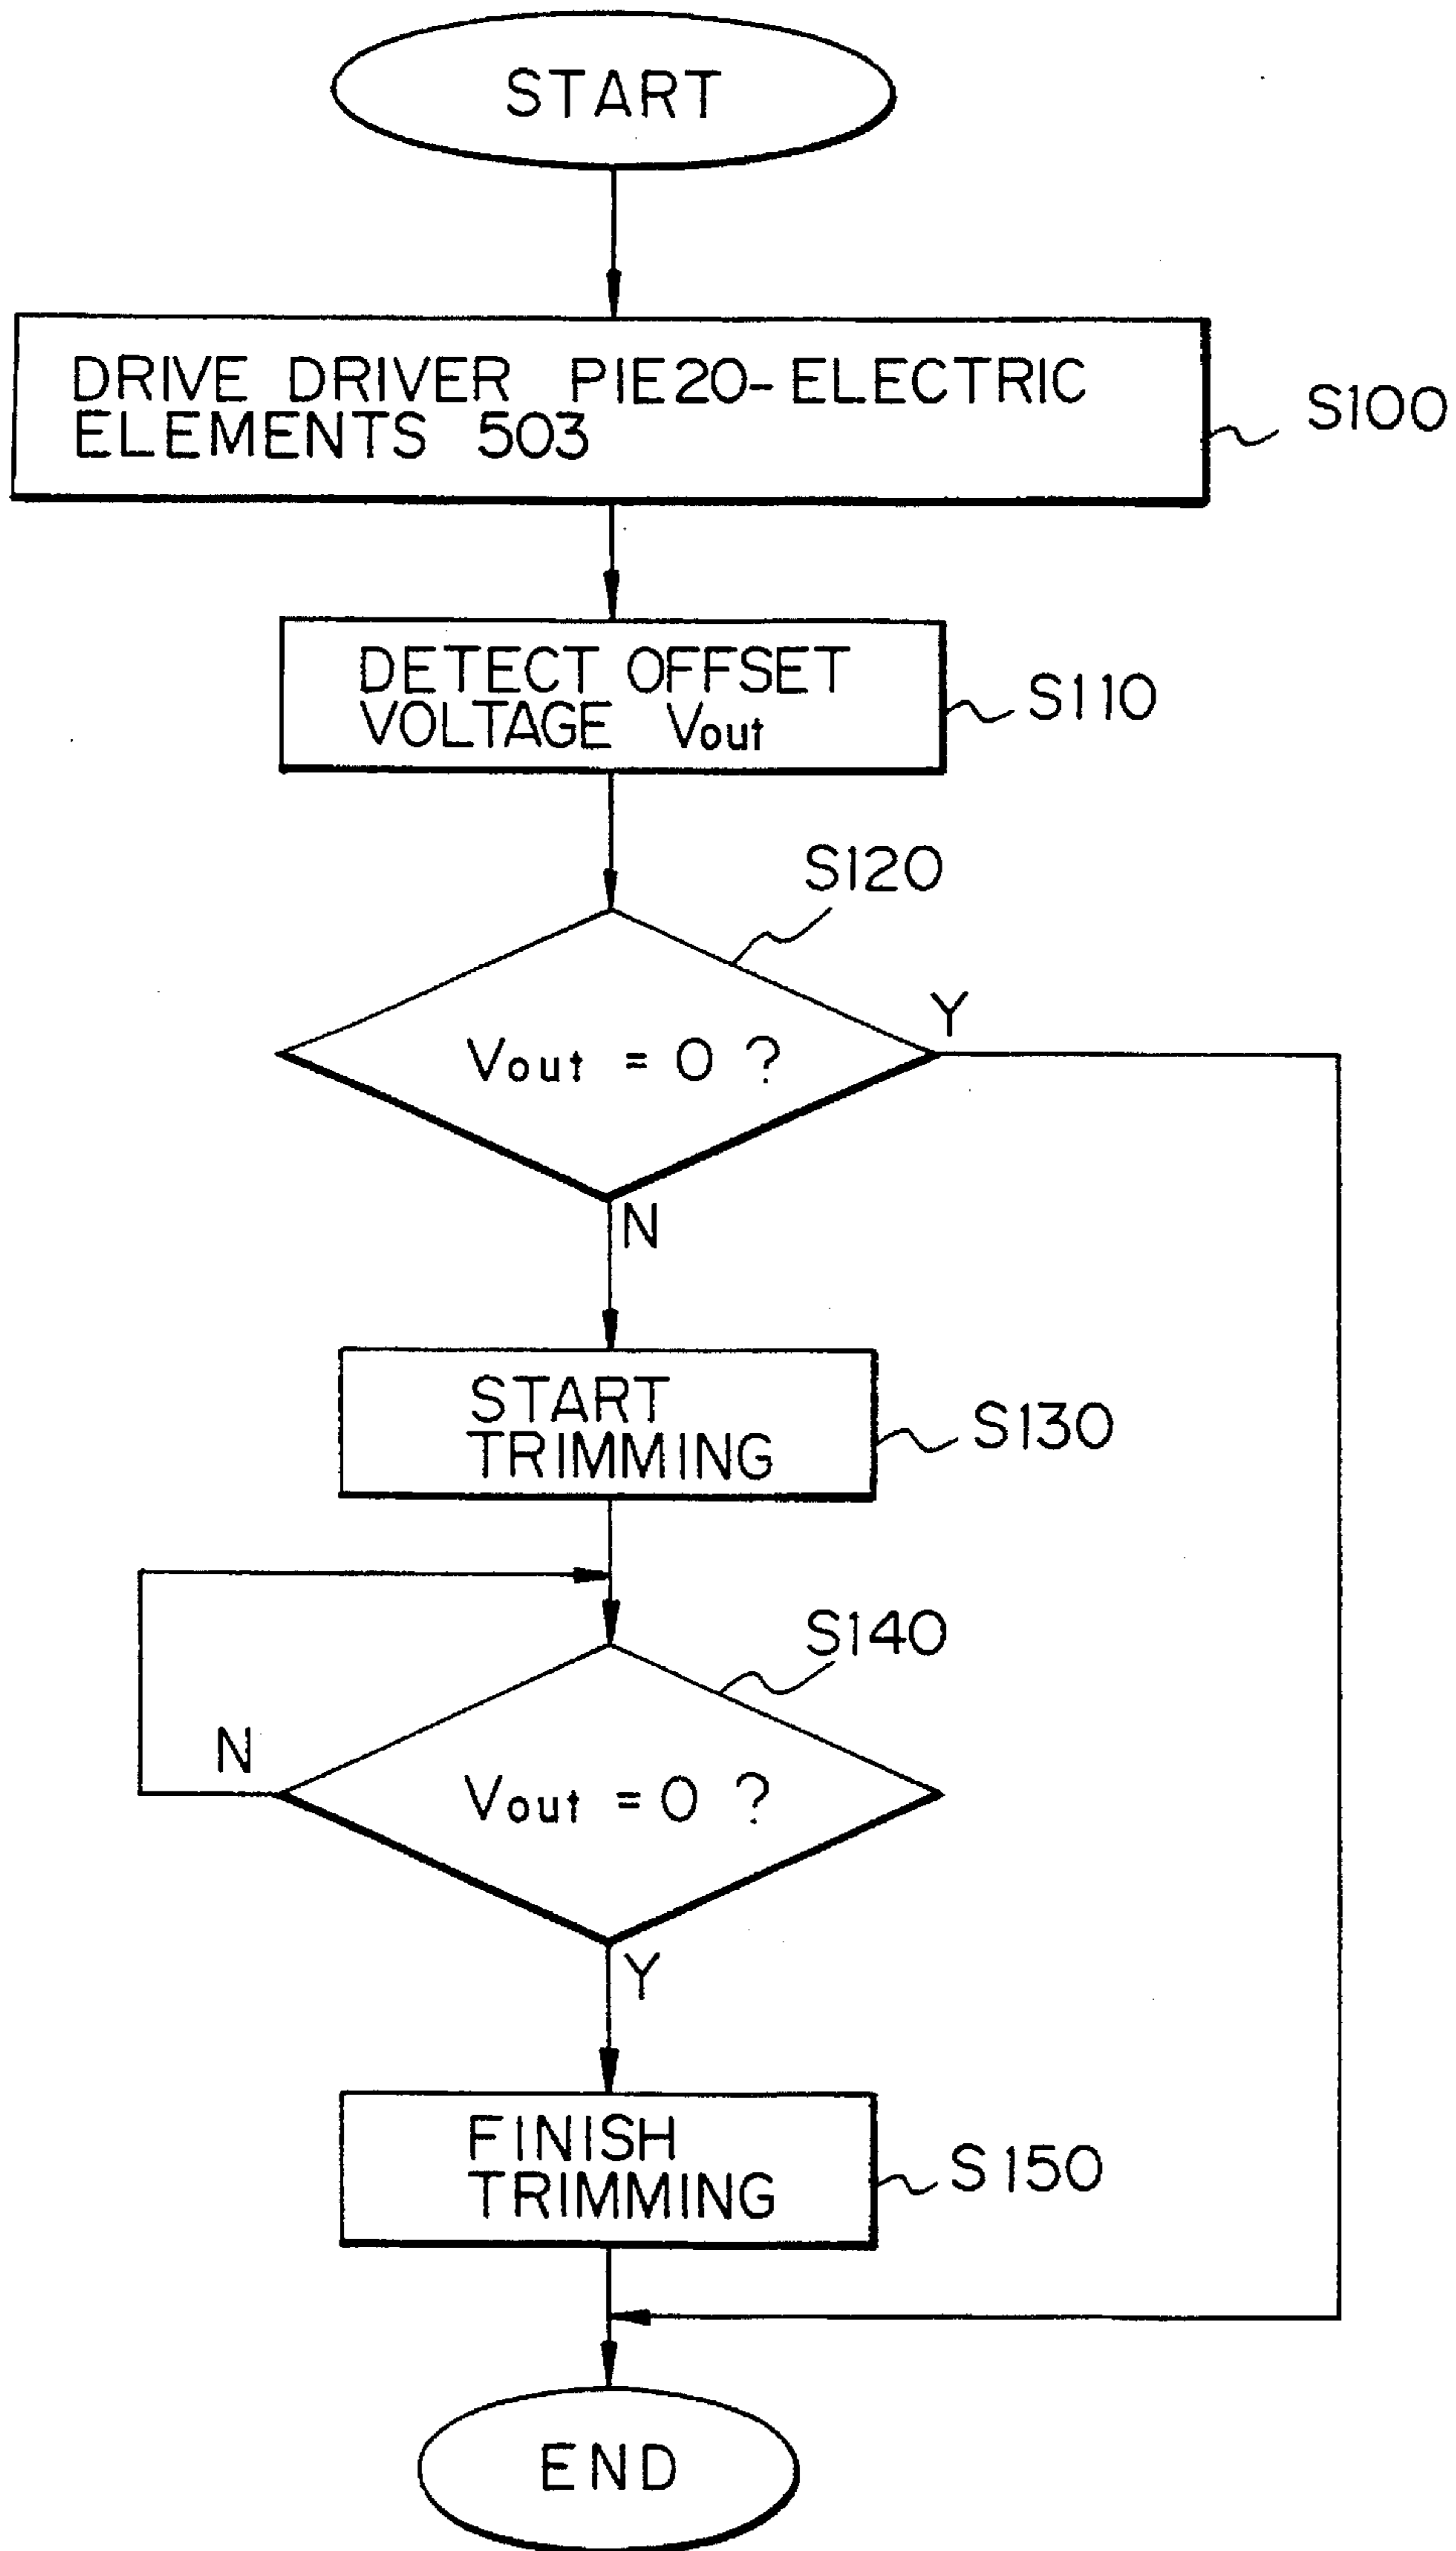 START
DRIVE DRIVER PIE20-ELECTRIC
ELEMENTS 503
S100
DETECT OFFSET
VOLTAGE Vout
S110
S120
Vout = 0 ?
Y
N
START
TRIMMING
S130
S140
N
Vout = 0 ?
Y
FINISH
TRIMMING
S150
END